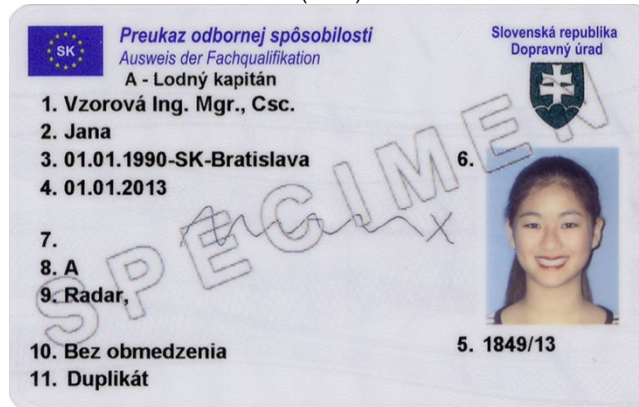 SK
Preukaz odbornej spôsobilosti
Ausweis der Fachqualifikation
A - Lodný kapitán
Slovenská republika
Dopravný úrad
1. Vzorová Ing. Mgr., Csc.
2. Jana
3. 01.01.1990-SK-Bratislava
4. 01.01.2013
6.
7.
8. A
9. Radar,
10. Bez obmedzenia
5. 1849/13
11. Duplikát
SPECIMEN